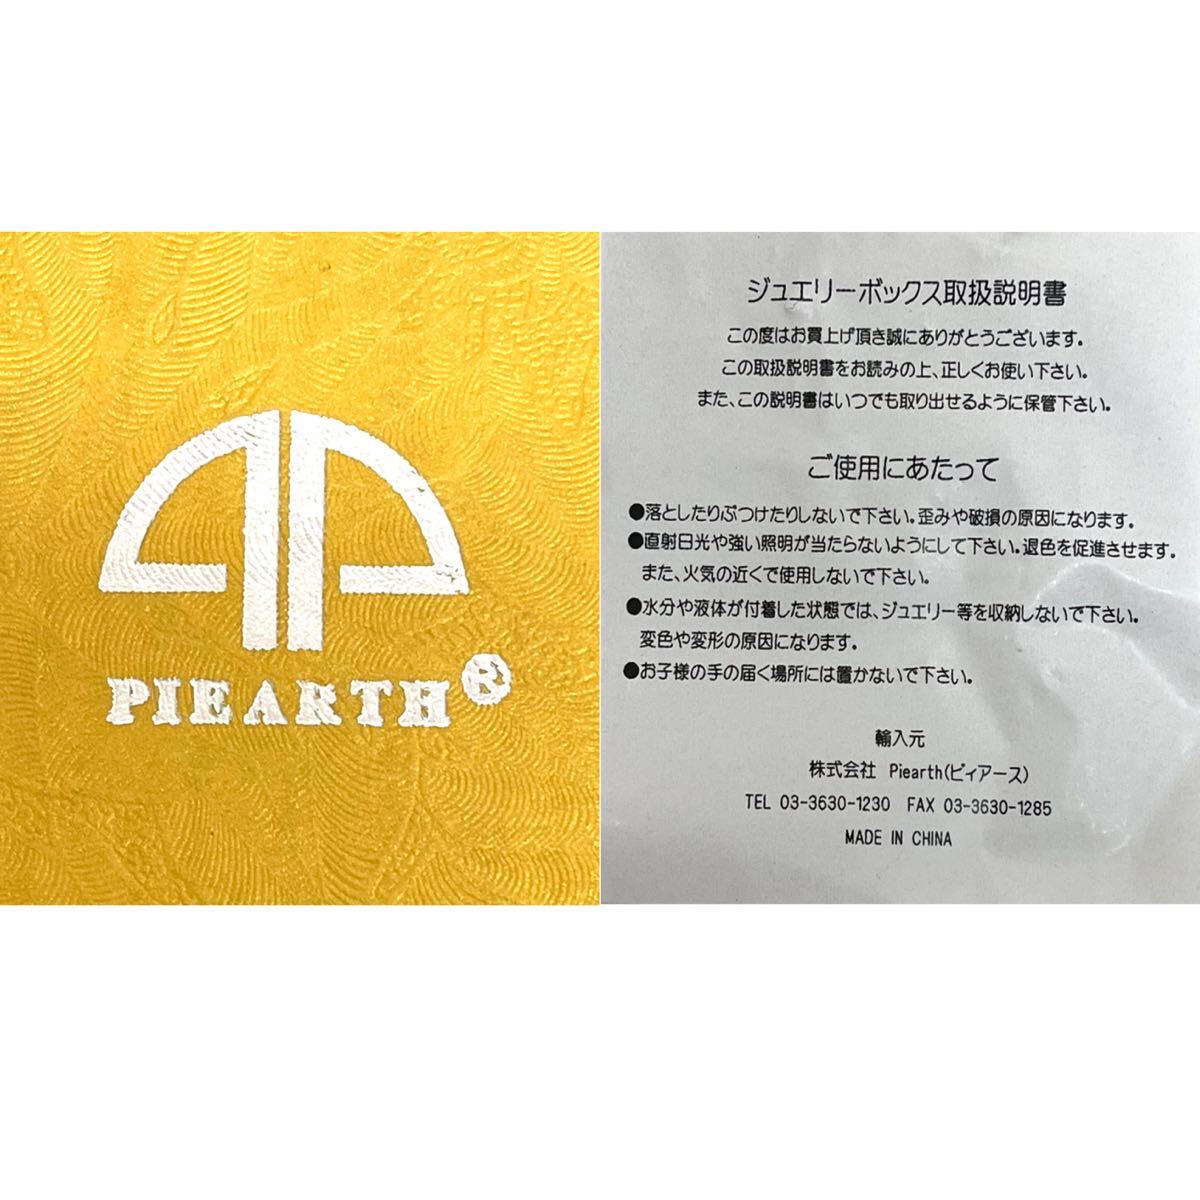 PIEARTH®
ジュエリーボックス取扱説明書
この度はお買上げ頂き誠にありがとうございます。
この取扱説明書をお読みの上、正しくお使い下さい。
また、この説明書はいつでも取り出せるように保管下さい。
ご使用にあたって
●落としたりぶつけたりしないで下さい。歪みや破損の原因になります。
●直射日光や強い照明が当たらないようにして下さい。退色を促進させます。
また、火気の近くで使用しないで下さい。
●水分や液体が付着した状態では、ジュエリー等を収納しないで下さい。
変色や変形の原因になります。
●お子様の手の届く場所には置かないで下さい。
輸入元
株式会社 Piearth(ピィアース)
TEL 03-3630-1230 FAX 03-3630-1285
MADE IN CHINA